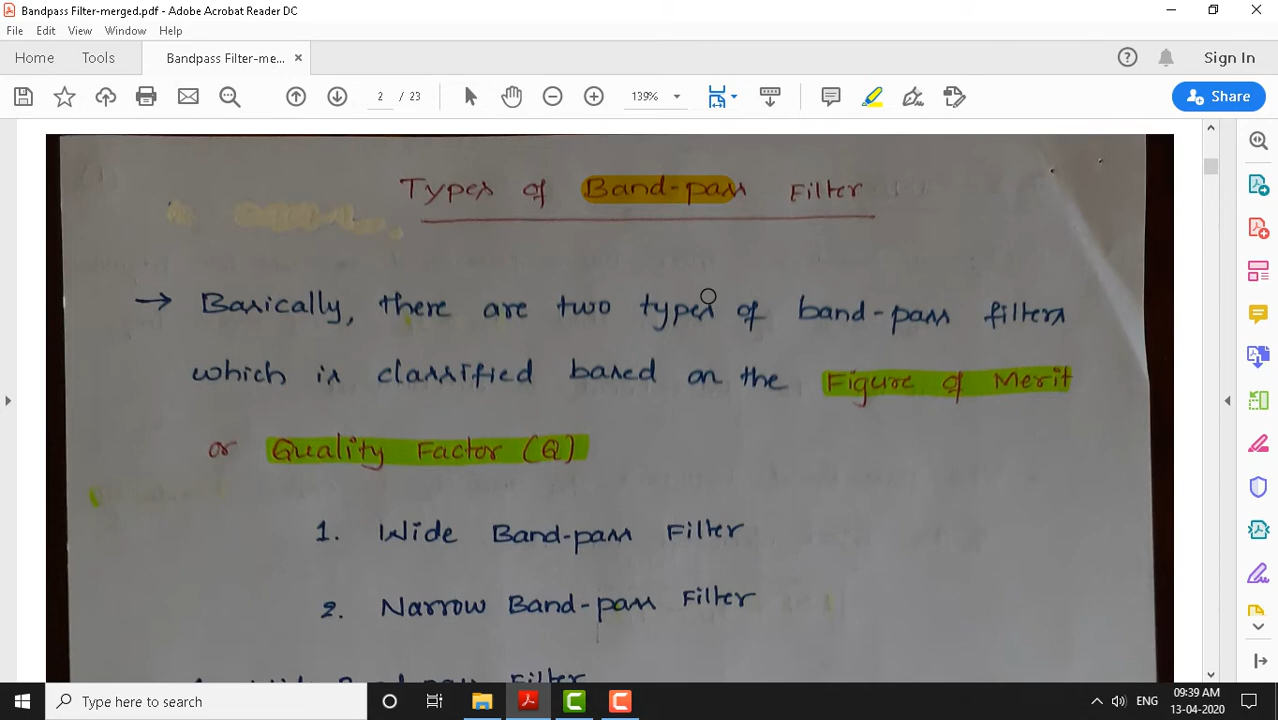 Bandpass Filter-merged.pdf - Adobe Acrobat Reader DC
File Edit View Window Help
Home Tools Bandpass Filter-me... × Sign In
2 / 23 139% Share
Types of Band-pass Filter
→ Basically, there are two types of band-pass filters
which is classified based on the Figure of Merit
or Quality Factor (Q)
1. Wide Band-pass Filter
2. Narrow Band-pass Filter
Filter
Type here to search ENG 09:39 AM
13-04-2020